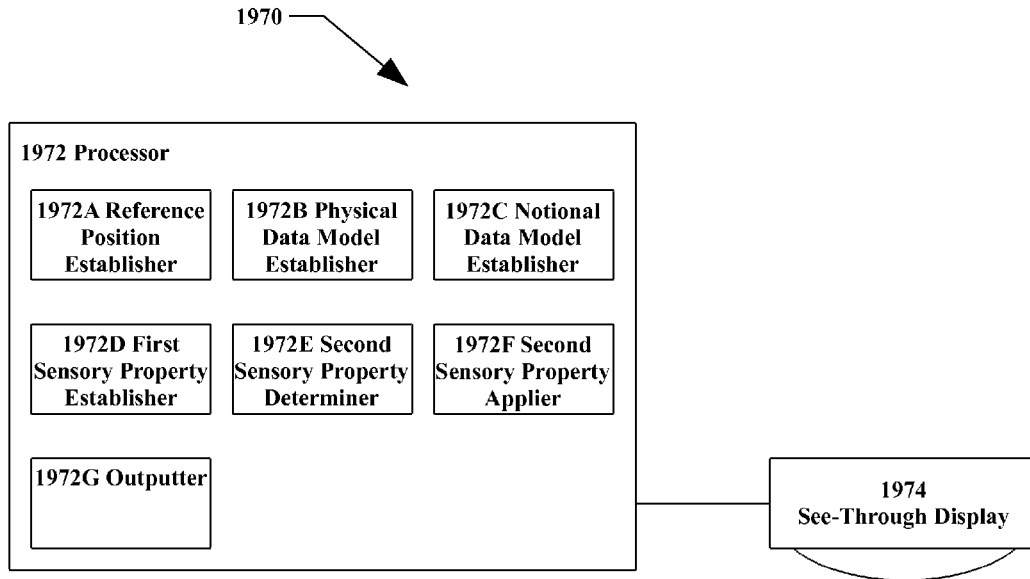 1970
1972 Processor
1972A Reference
Position
Establisher
1972B Physical
Data Model
Establisher
1972C Notional
Data Model
Establisher
1972D First
Sensory Property
Establisher
1972E Second
Sensory Property
Determiner
1972F Second
Sensory Property
Applier
1972G Outputter
1974
See-Through Display